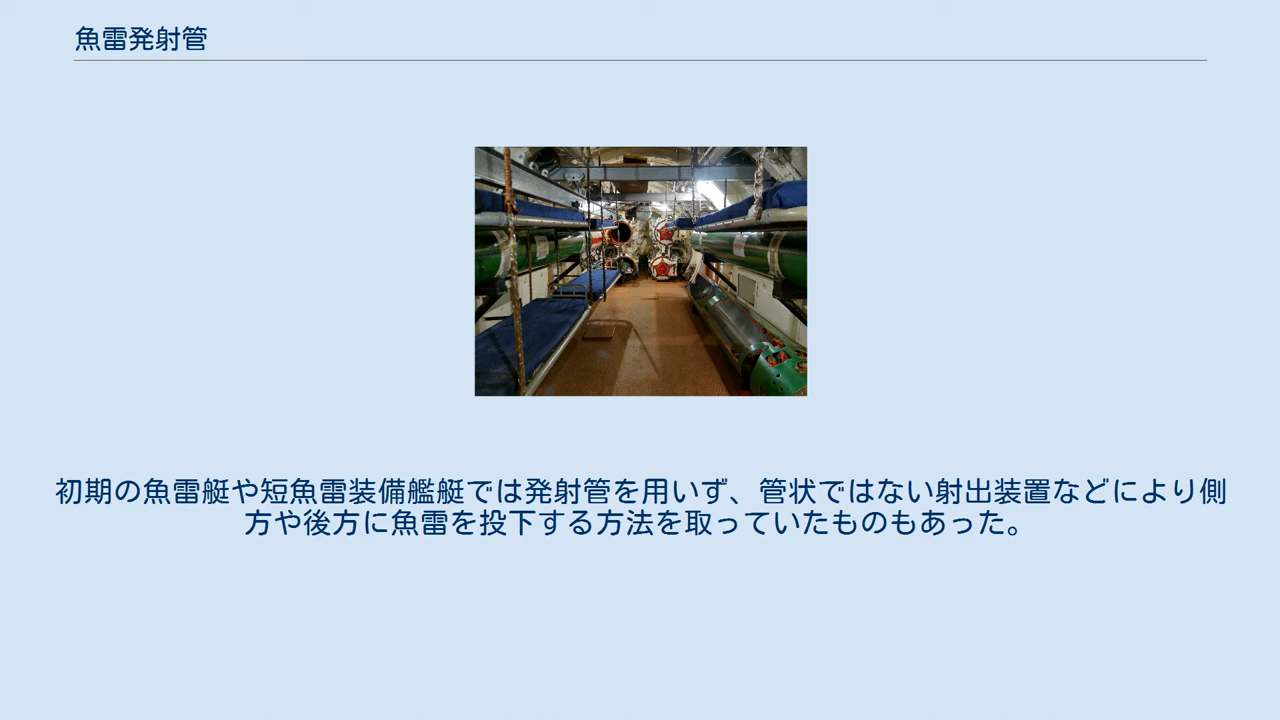 魚雷発射管
初期の魚雷艇や短魚雷装備艦艇では発射管を用いず、管状ではない射出装置などにより側
方や後方に魚雷を投下する方法を取っていたものもあった。